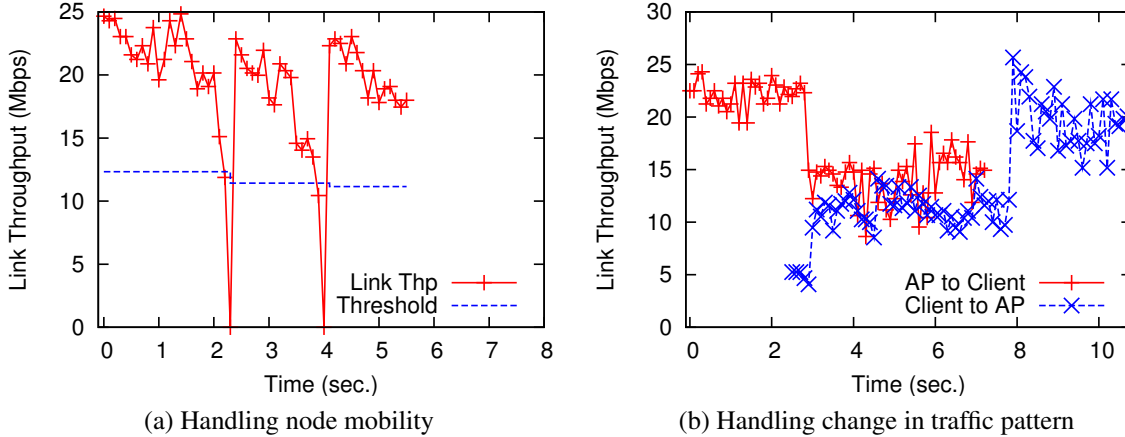 25
20
15
10
5
0
Link Throughput (Mbps)
Link Thp
Threshold
0 1 2 3 4 5 6 7 8
Time (sec.)
(a) Handling node mobility
30
25
20
15
10
5
0
Link Throughput (Mbps)
AP to Client
Client to AP
0 2 4 6 8 10
Time (sec.)
(b) Handling change in traffic pattern